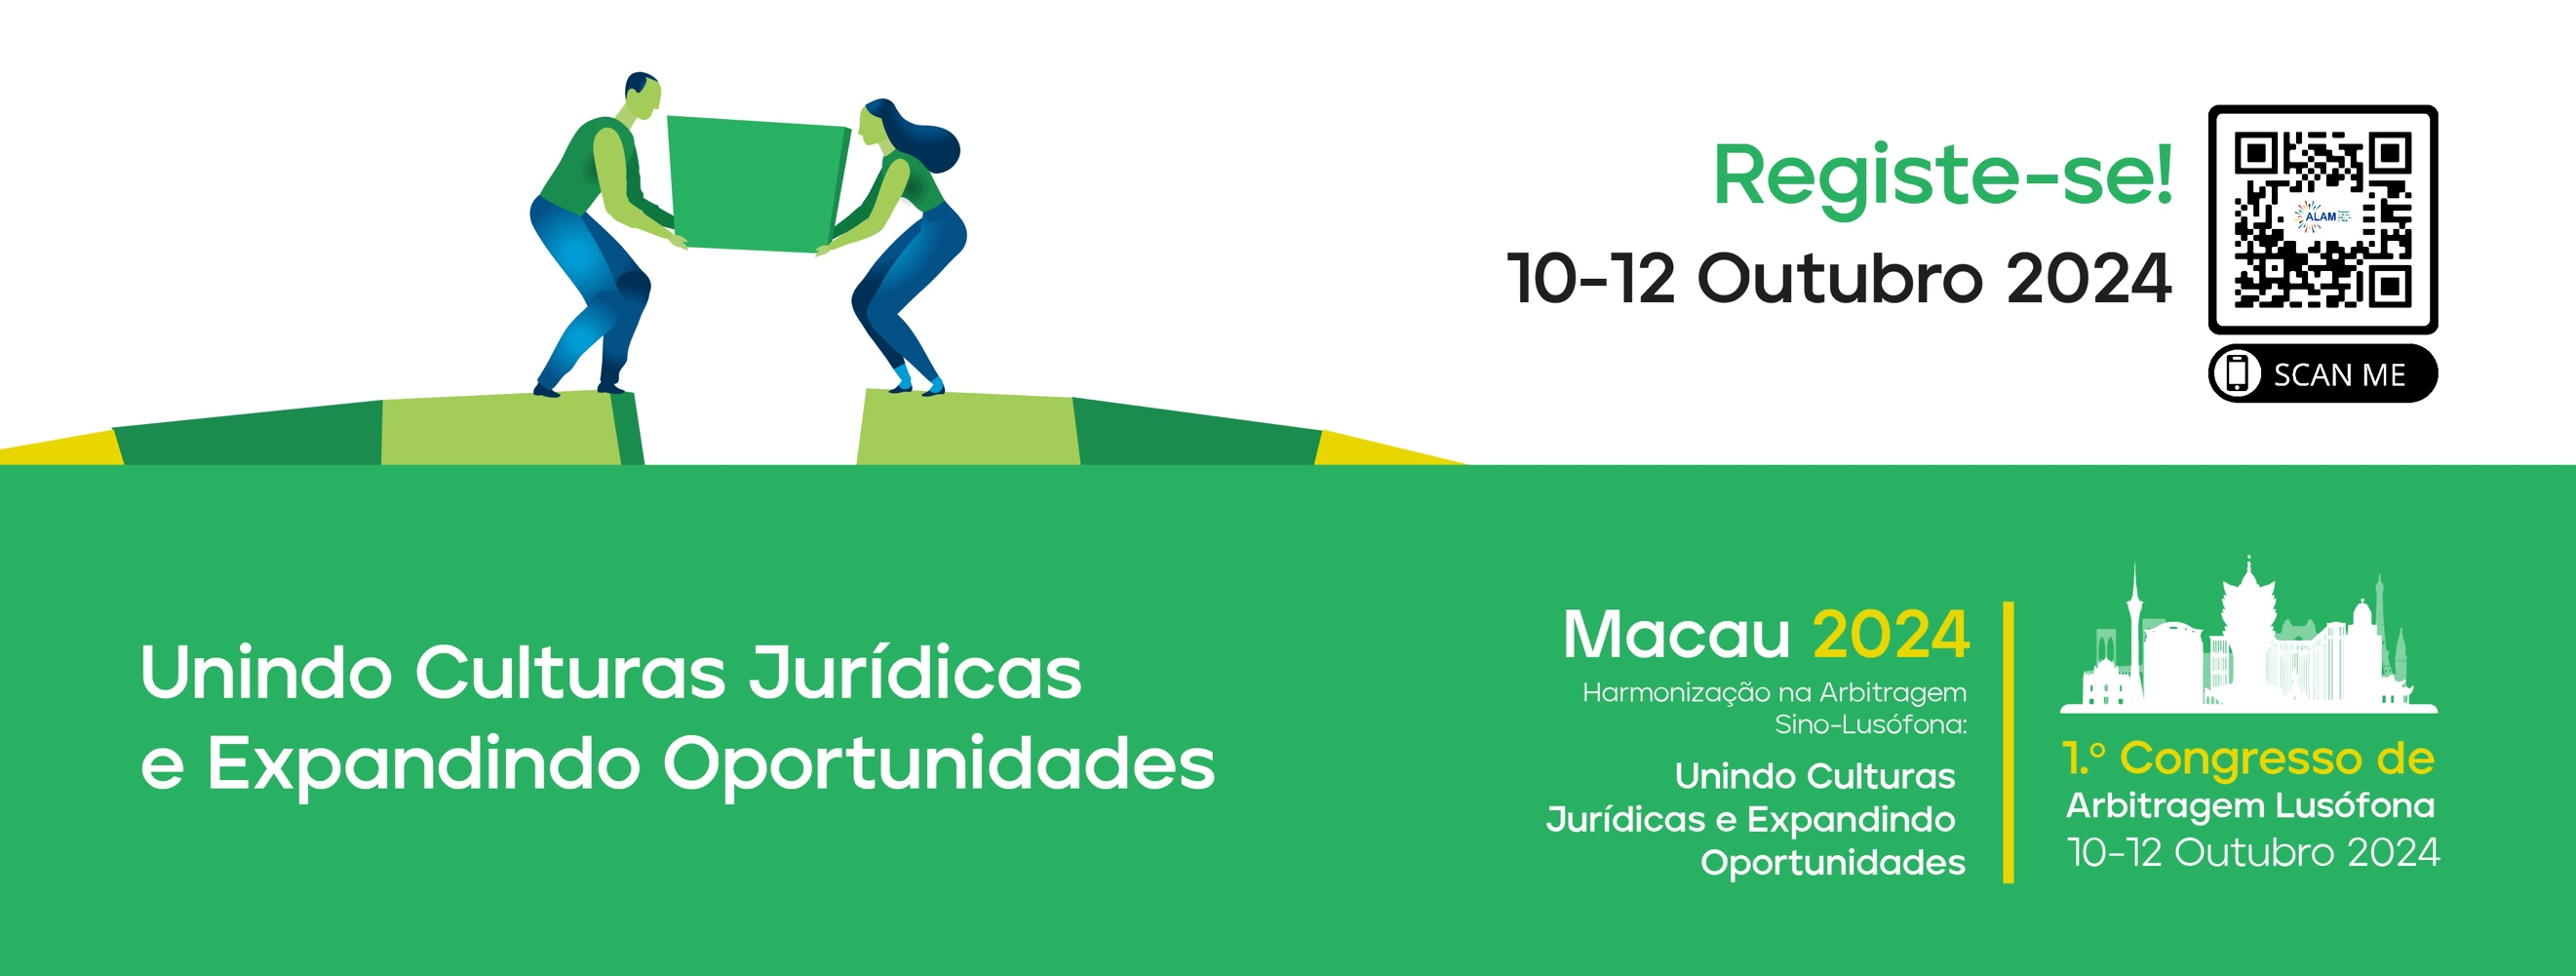 Registe-se!
10-12 Outubro 2024
ALAM
SCAN ME
Unindo Culturas Jurídicas
e Expandindo Oportunidades
Macau 2024
Harmonização na Arbitragem
Sino-Lusófona:
Unindo Culturas
Jurídicas e Expandindo
Oportunidades
1.º Congresso de
Arbitragem Lusófona
10-12 Outubro 2024